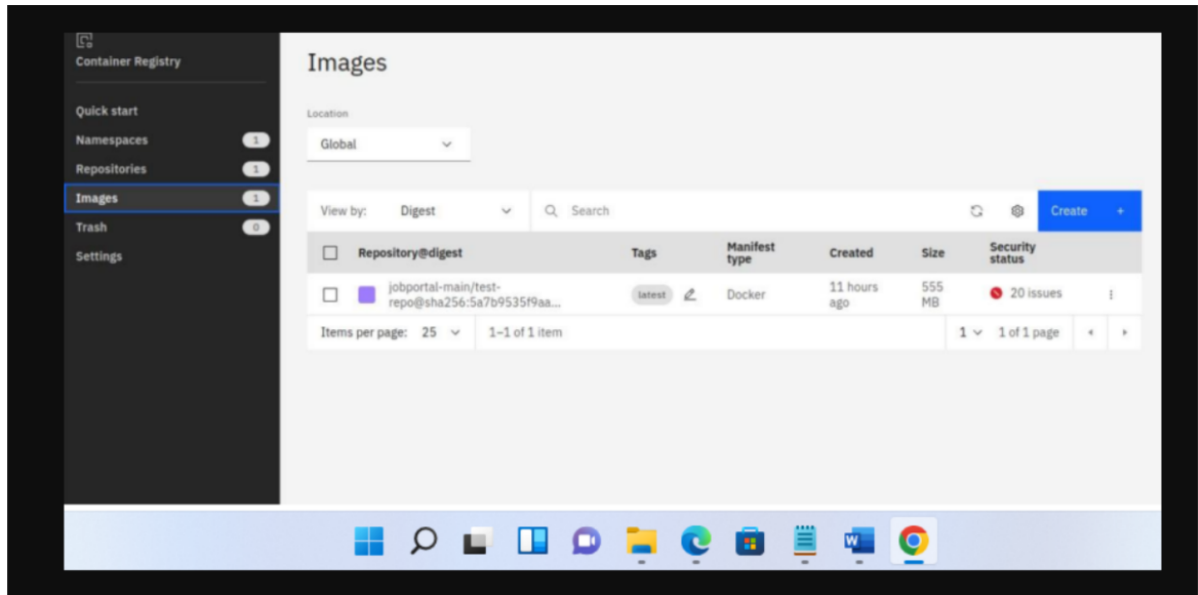 Container Registry
Quick start
Namespaces 1
Repositories 1
Images 1
Trash 0
Settings
Images
Location
Global
View by: Digest Search Create +
Repository@digest Tags Manifest type Created Size Security status
jobportal-main/test-
repo@sha256:5a7b9535f9aa... latest Docker 11 hours ago 555 MB 20 issues
Items per page: 25 1–1 of 1 item 1 1 of 1 page
W